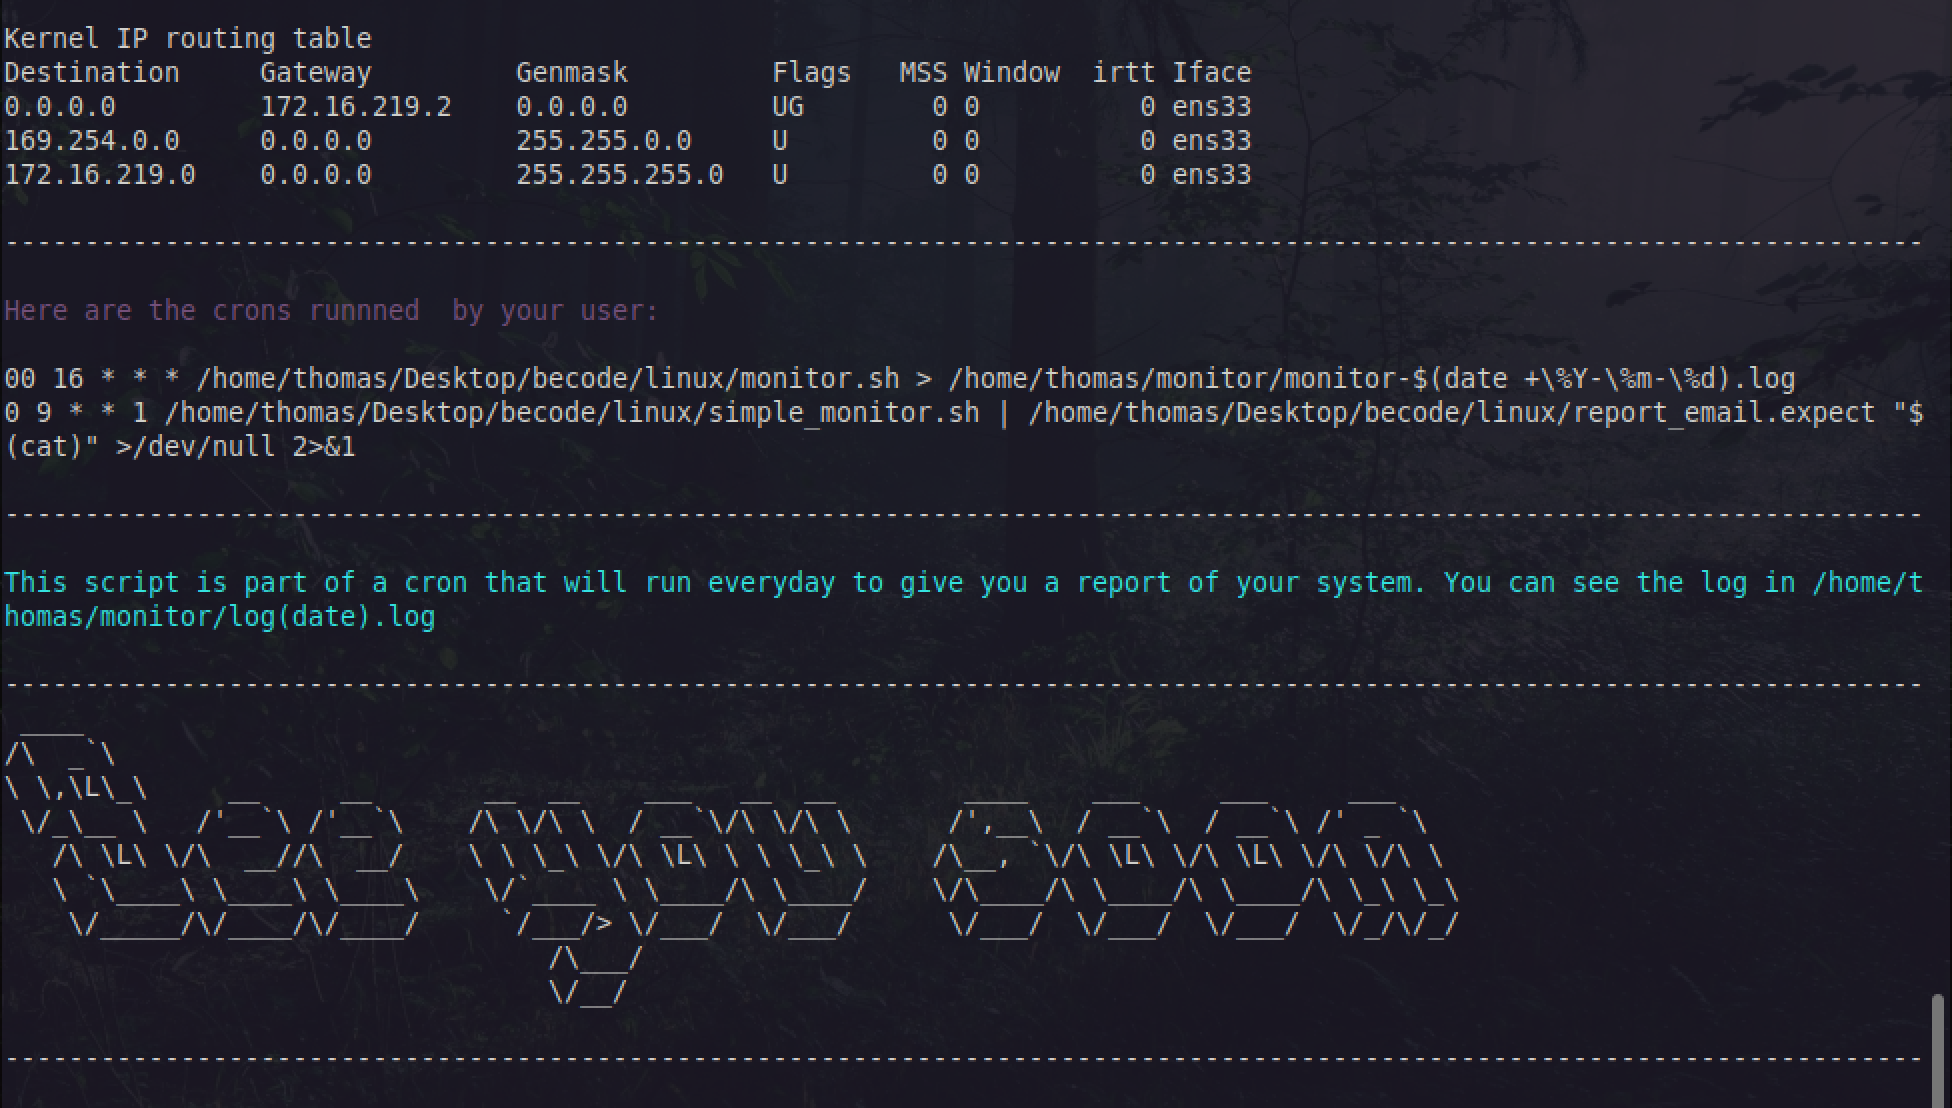 Kernel IP routing table
Destination     Gateway         Genmask         Flags   MSS Window  irtt Iface
0.0.0.0         172.16.219.2    0.0.0.0         UG        0 0          0 ens33
169.254.0.0     0.0.0.0         255.255.0.0     U         0 0          0 ens33
172.16.219.0    0.0.0.0         255.255.255.0   U         0 0          0 ens33
Here are the crons runnned  by your user:
00 16 * * * /home/thomas/Desktop/becode/linux/monitor.sh > /home/thomas/monitor/monitor-$(date +\%Y-\%m-\%d).log
0 9 * * 1 /home/thomas/Desktop/becode/linux/simple_monitor.sh | /home/thomas/Desktop/becode/linux/report_email.expect "$
(cat)" >/dev/null 2>&1
This script is part of a cron that will run everyday to give you a report of your system. You can see the log in /home/t
homas/monitor/log(date).log
See you soon